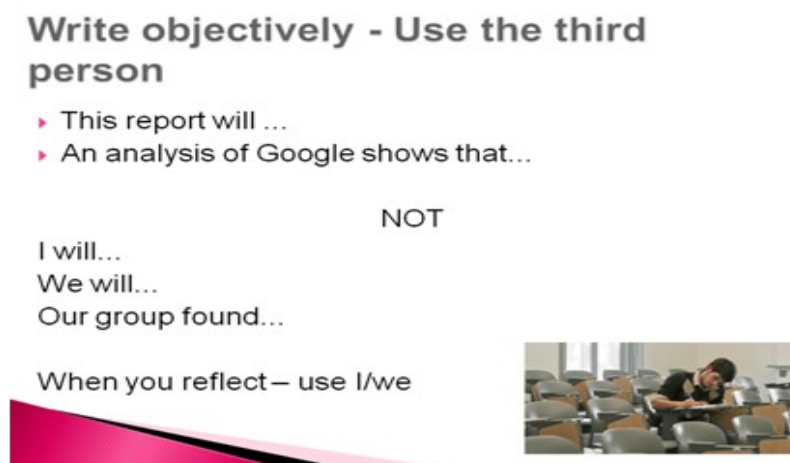 Write objectively - Use the third
person
This report will ...
An analysis of Google shows that...
NOT
I will...
We will...
Our group found...
When you reflect – use I/we